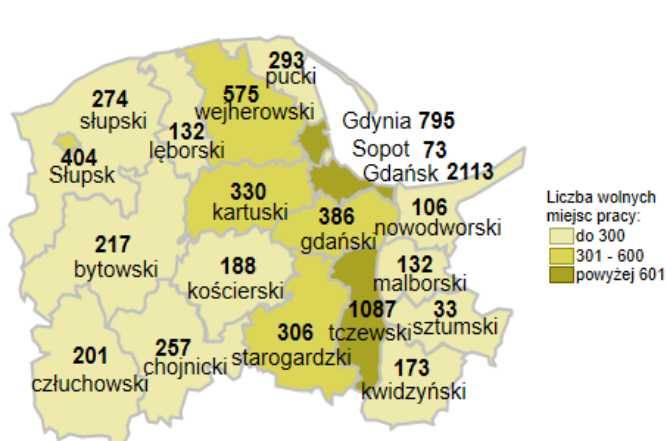 293
pucki
274
słupski
575
wejherowski
132
lęborski
Gdynia 795
Sopot 73
Gdańsk 2113
404
Słupsk
330
kartuski
386
gdański
106
nowodworski
217
bytowski
188
kościerski
132
malborski
1087
tczewski
33
sztumski
306
starogardzki
201
człuchowski
257
chojnicki
173
kwidzyński
Liczba wolnych
miejsc pracy:
do 300
301 - 600
powyżej 601